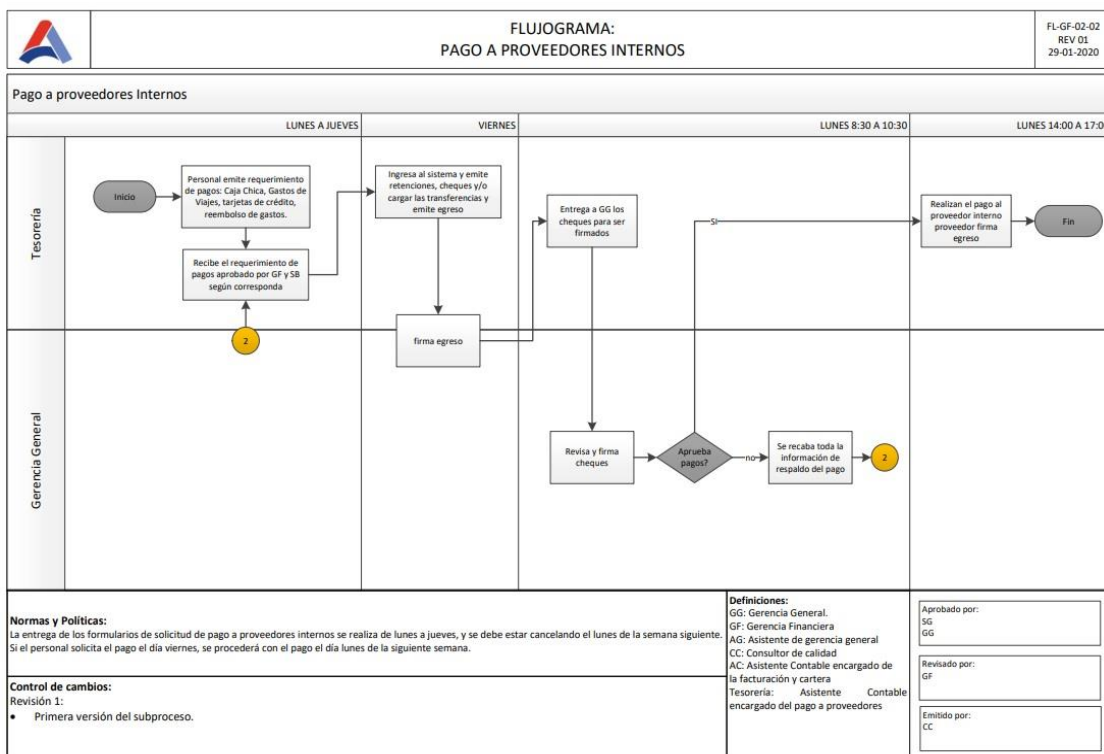 FLUJOGRAMA:
PAGO A PROVEEDORES INTERNOS
FL-GF-02-02
REV 01
29-01-2020
Pago a proveedores Internos
LUNES A JUEVES
VIERNES
LUNES 8:30 A 10:30
LUNES 14:00 A 17:0
Tesorería
Inicio
Personal emite requerimiento
de pagos: Caja Chica, Gastos de
Viajes, tarjetas de crédito,
reembolso de gastos.
Recibe el requerimiento de
pagos aprobado por GF y SB
según corresponda
2
Ingresa al sistema y emite
retenciones, cheques y/o
cargar las transferencias y
emite egreso
firma egreso
Entrega a GG los
cheques para ser
firmados
SI
Realizan el pago al
proveedor interno
proveedor firma
egreso
Fin
Gerencia General
Revisa y firma
cheques
Aprueba
pagos?
no
Se recaba toda la
información de
respaldo del pago
2
Normas y Políticas:
La entrega de los formularios de solicitud de pago a proveedores internos se realiza de lunes a jueves, y se debe estar cancelando el lunes de la semana siguiente.
Si el personal solicita el pago el día viernes, se procederá con el pago el día lunes de la siguiente semana.
Control de cambios:
Revisión 1:
• Primera versión del subproceso.
Definiciones:
GG: Gerencia General.
GF: Gerencia Financiera
AG: Asistente de gerencia general
CC: Consultor de calidad
AC: Asistente Contable encargado de
la facturación y cartera
Tesorería: Asistente Contable
encargado del pago a proveedores
Aprobado por:
SG
GG
Revisado por:
GF
Emitido por:
CC